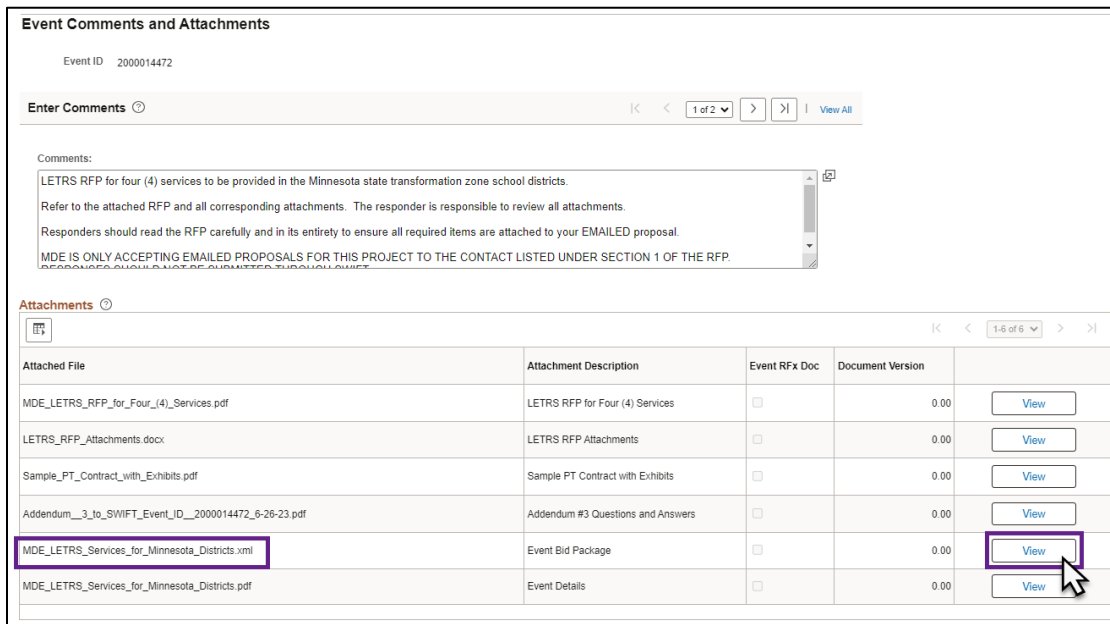 Event Comments and Attachments
Event ID 2000014472
Enter Comments 1 of 2 View All
Comments:
LETRS RFP for four (4) services to be provided in the Minnesota state transformation zone school districts.
Refer to the attached RFP and all corresponding attachments. The responder is responsible to review all attachments.
Responders should read the RFP carefully and in its entirety to ensure all required items are attached to your EMAILED proposal.
MDE IS ONLY ACCEPTING EMAILED PROPOSALS FOR THIS PROJECT TO THE CONTACT LISTED UNDER SECTION 1 OF THE RFP.
RESPONSES SHOULD NOT BE SUBMITTED THROUGH SWIFT
Attachments
1-6 of 6
Attached File Attachment Description Event RFx Doc Document Version
MDE_LETRS_RFP_for_Four_(4)_Services.pdf LETRS RFP for Four (4) Services 0.00 View
LETRS_RFP_Attachments.docx LETRS RFP Attachments 0.00 View
Sample_PT_Contract_with_Exhibits.pdf Sample PT Contract with Exhibits 0.00 View
Addendum__3_to_SWIFT_Event_ID__2000014472_6-26-23.pdf Addendum #3 Questions and Answers 0.00 View
MDE_LETRS_Services_for_Minnesota_Districts.xml Event Bid Package 0.00 View
MDE_LETRS_Services_for_Minnesota_Districts.pdf Event Details 0.00 View